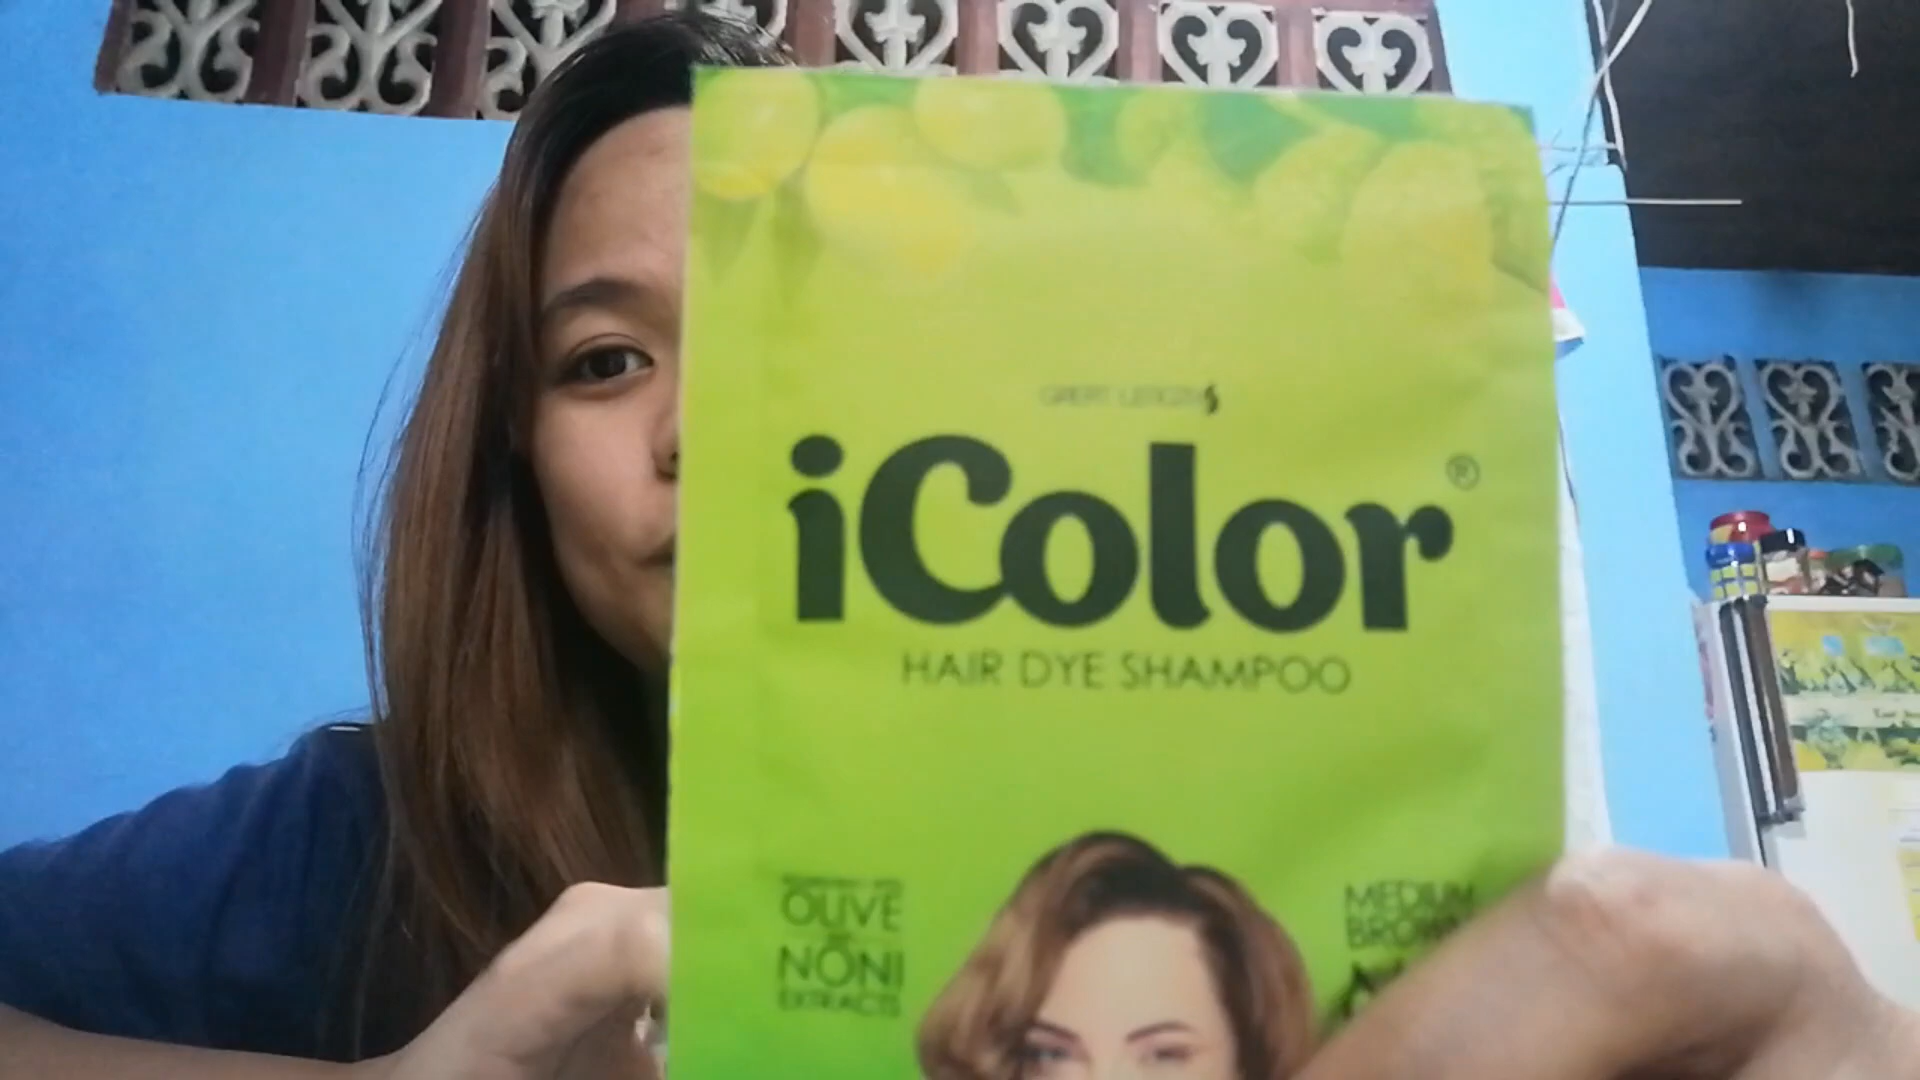 iColor®
HAIR DYE SHAMPOO
OLIVE
NONI
EXTRACTS
MEDIUM
BROWN